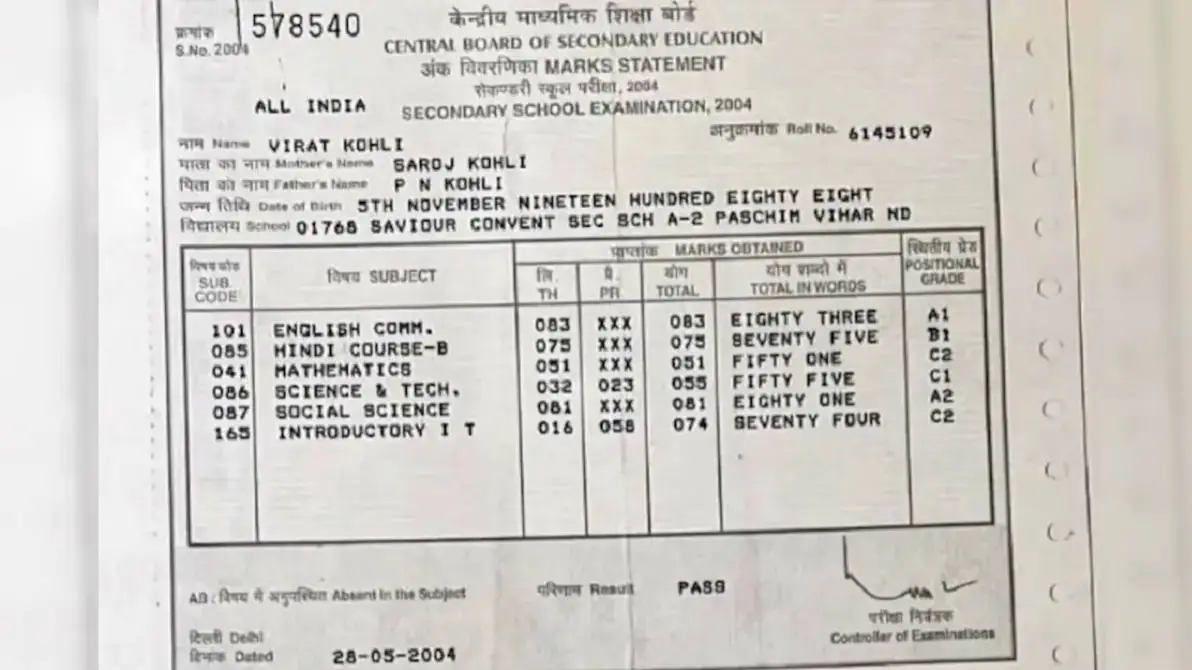 क्रमांक 578540
S.No. 2004
केन्द्रीय माध्यमिक शिक्षा बोर्ड
CENTRAL BOARD OF SECONDARY EDUCATION
अंक विवरणिका MARKS STATEMENT
सेकण्डरी स्कूल परीक्षा, 2004
ALL INDIA SECONDARY SCHOOL EXAMINATION, 2004
अनुक्रमांक Roll No. 6145109
नाम Name VIRAT KOHLI
माता का नाम Mother's Name SAROJ KOHLI
पिता का नाम Father's Name P N KOHLI
जन्म तिथि Date of Birth 5TH NOVEMBER NINETEEN HUNDRED EIGHTY EIGHT
विद्यालय School 01765 SAVIOUR CONVENT SEC SCH A-2 PASCHIM VIHAR ND
विषय कोड SUB. CODE विषय SUBJECT प्राप्तांक MARKS OBTAINED स्थितीय ग्रेड POSITIONAL GRADE
लि. TH प्रै. PR योग TOTAL योग शब्दो में TOTAL IN WORDS
101 ENGLISH COMM. 083 XXX 083 EIGHTY THREE A1
085 HINDI COURSE-B 075 XXX 075 SEVENTY FIVE B1
041 MATHEMATICS 051 XXX 051 FIFTY ONE C2
086 SCIENCE & TECH. 032 023 055 FIFTY FIVE C1
087 SOCIAL SCIENCE 081 XXX 081 EIGHTY ONE A2
165 INTRODUCTORY I T 016 058 074 SEVENTY FOUR C2
AB : विषय में अनुपस्थित Absent in the Subject परिणाम Result PASS
परीक्षा नियंत्रक
Controller of Examinations
दिल्ली Delhi
दिनांक Dated 28-05-2004